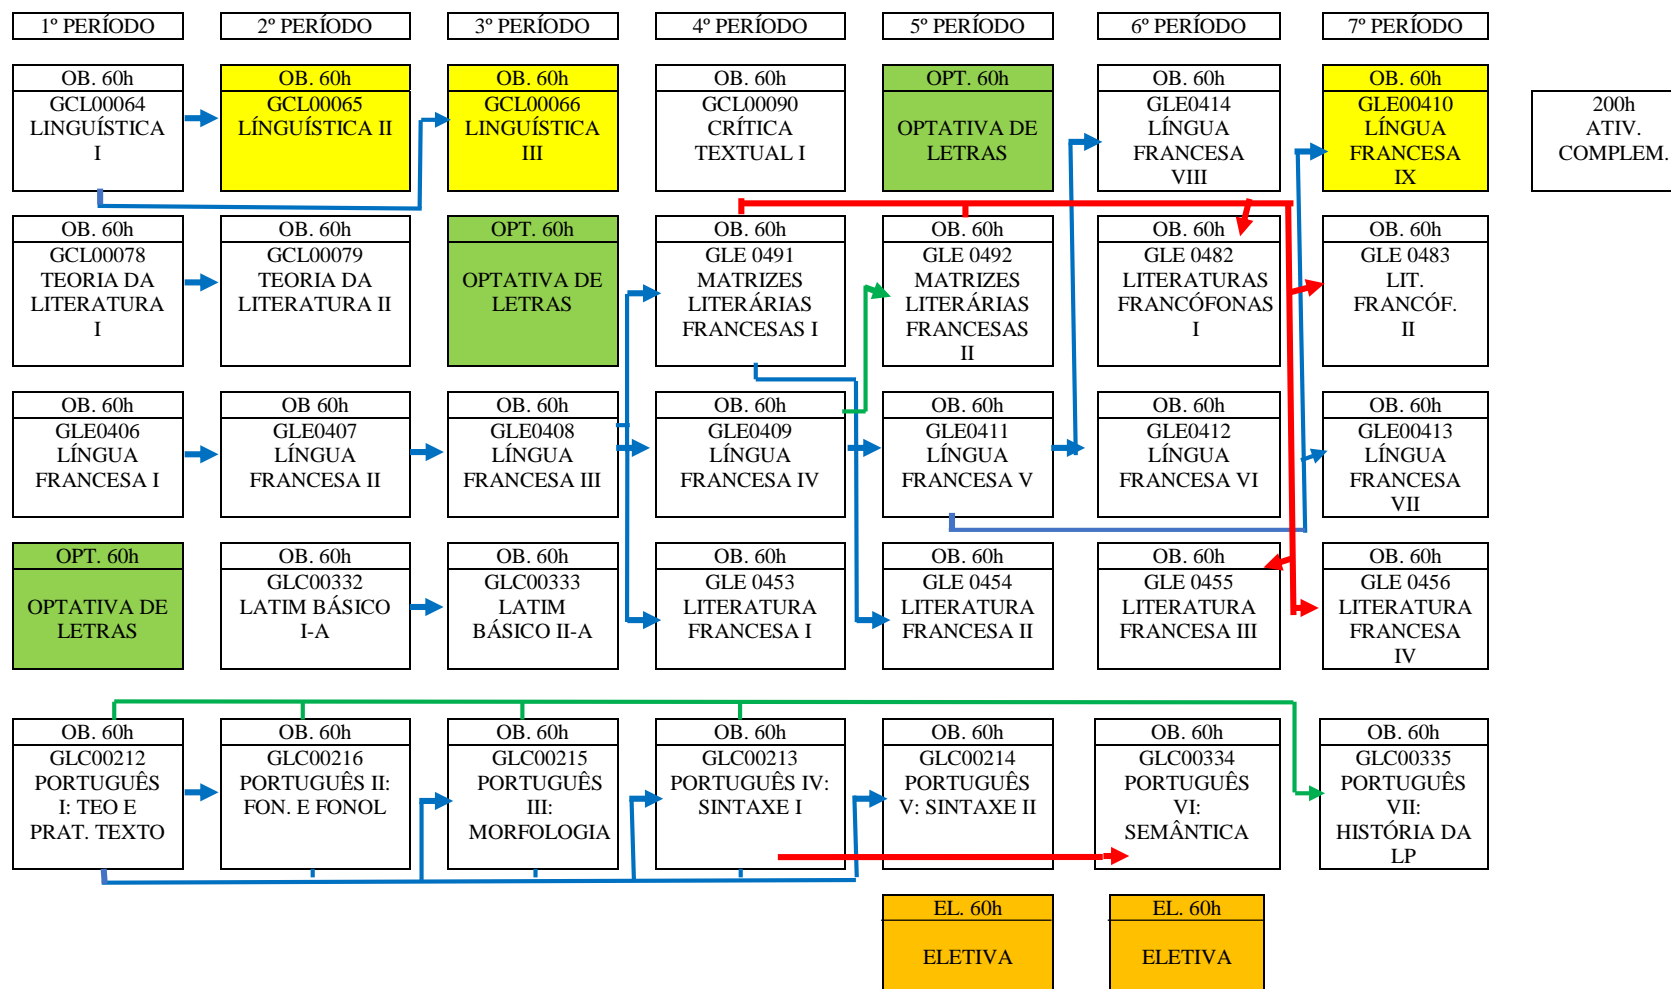 1º PERÍODO
2º PERÍODO
3º PERÍODO
4º PERÍODO
5º PERÍODO
6º PERÍODO
7º PERÍODO
OB. 60h
GCL00064
LINGUÍSTICA
I
OB. 60h
GCL00065
LÍNGUÍSTICA II
OB. 60h
GCL00066
LINGUÍSTICA
III
OB. 60h
GCL00090
CRÍTICA
TEXTUAL I
OPT. 60h
OPTATIVA DE
LETRAS
OB. 60h
GLE0414
LÍNGUA
FRANCESA
VIII
OB. 60h
GLE00410
LÍNGUA
FRANCESA
IX
200h
ATIV.
COMPLEM.
OB. 60h
GCL00078
TEORIA DA
LITERATURA
I
OB. 60h
GCL00079
TEORIA DA
LITERATURA II
OPT. 60h
OPTATIVA DE
LETRAS
OB. 60h
GLE 0491
MATRIZES
LITERÁRIAS
FRANCESAS I
OB. 60h
GLE 0492
MATRIZES
LITERÁRIAS
FRANCESAS
II
OB. 60h
GLE 0482
LITERATURAS
FRANCÓFONAS
I
OB. 60h
GLE 0483
LIT.
FRANCÓF.
II
OB. 60h
GLE0406
LÍNGUA
FRANCESA I
OB 60h
GLE0407
LÍNGUA
FRANCESA II
OB. 60h
GLE0408
LÍNGUA
FRANCESA III
OB. 60h
GLE0409
LÍNGUA
FRANCESA IV
OB. 60h
GLE0411
LÍNGUA
FRANCESA V
OB. 60h
GLE0412
LÍNGUA
FRANCESA VI
OB. 60h
GLE00413
LÍNGUA
FRANCESA
VII
OPT. 60h
OPTATIVA DE
LETRAS
OB. 60h
GLC00332
LATIM BÁSICO
I-A
OB. 60h
GLC00333
LATIM
BÁSICO II-A
OB. 60h
GLE 0453
LITERATURA
FRANCESA I
OB. 60h
GLE 0454
LITERATURA
FRANCESA II
OB. 60h
GLE 0455
LITERATURA
FRANCESA III
OB. 60h
GLE 0456
LITERATURA
FRANCESA
IV
OB. 60h
GLC00212
PORTUGUÊS
I: TEO E
PRAT. TEXTO
OB. 60h
GLC00216
PORTUGUÊS II:
FON. E FONOL
OB. 60h
GLC00215
PORTUGUÊS
III:
MORFOLOGIA
OB. 60h
GLC00213
PORTUGUÊS IV:
SINTAXE I
OB. 60h
GLC00214
PORTUGUÊS
V: SINTAXE II
OB. 60h
GLC00334
PORTUGUÊS
VI:
SEMÂNTICA
OB. 60h
GLC00335
PORTUGUÊS
VII:
HISTÓRIA DA
LP
EL. 60h
ELETIVA
EL. 60h
ELETIVA